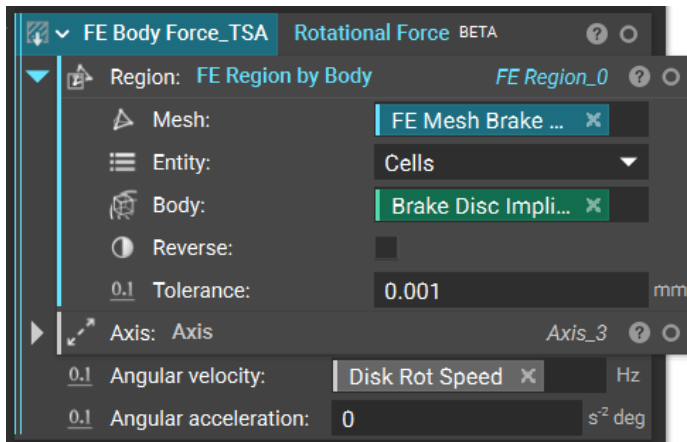 FE Body Force_TSA Rotational Force BETA ?
Region: FE Region by Body FE Region_0 ?
Mesh: FE Mesh Brake ... ×
Entity: Cells
Body: Brake Disc Impli... ×
Reverse:
0.1 Tolerance: 0.001 mm
Axis: Axis Axis_3 ?
0.1 Angular velocity: Disk Rot Speed × Hz
0.1 Angular acceleration: 0 s⁻² deg